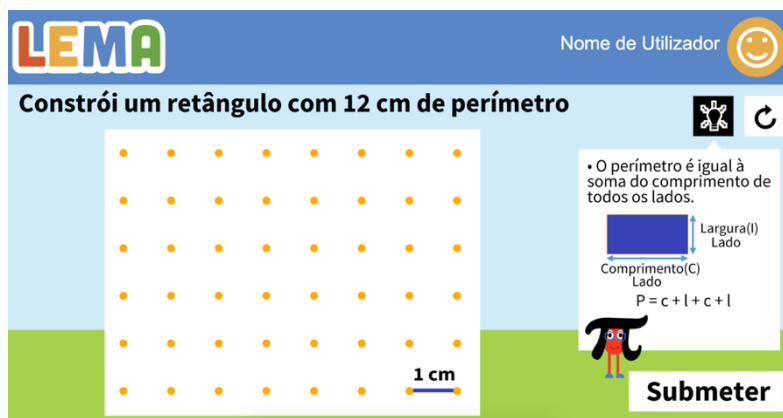 LEMA
Nome de Utilizador
Constrói um retângulo com 12 cm de perímetro
• O perímetro é igual à
soma do comprimento de
todos os lados.
Largura(l)
Lado
Comprimento(C)
Lado
P = c + l + c + l
1 cm
Submeter